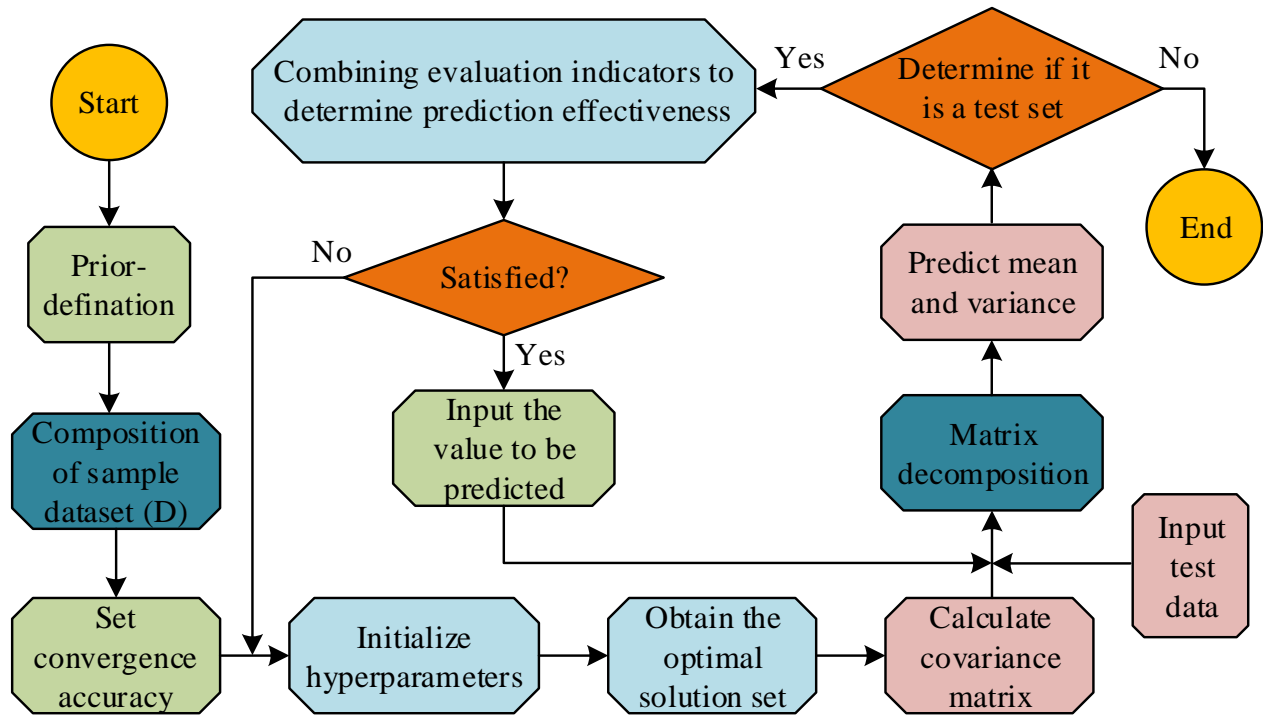 Start
Prior-
defination
Composition
of sample
dataset (D)
Set
convergence
accuracy
Initialize
hyperparameters
Obtain the
optimal
solution set
Calculate
covariance
matrix
Input
test
data
Matrix
decomposition
Predict mean
and variance
Determine if it
is a test set
Yes
No
End
Combining evaluation indicators to
determine prediction effectiveness
Satisfied?
No
Yes
Input the
value to be
predicted